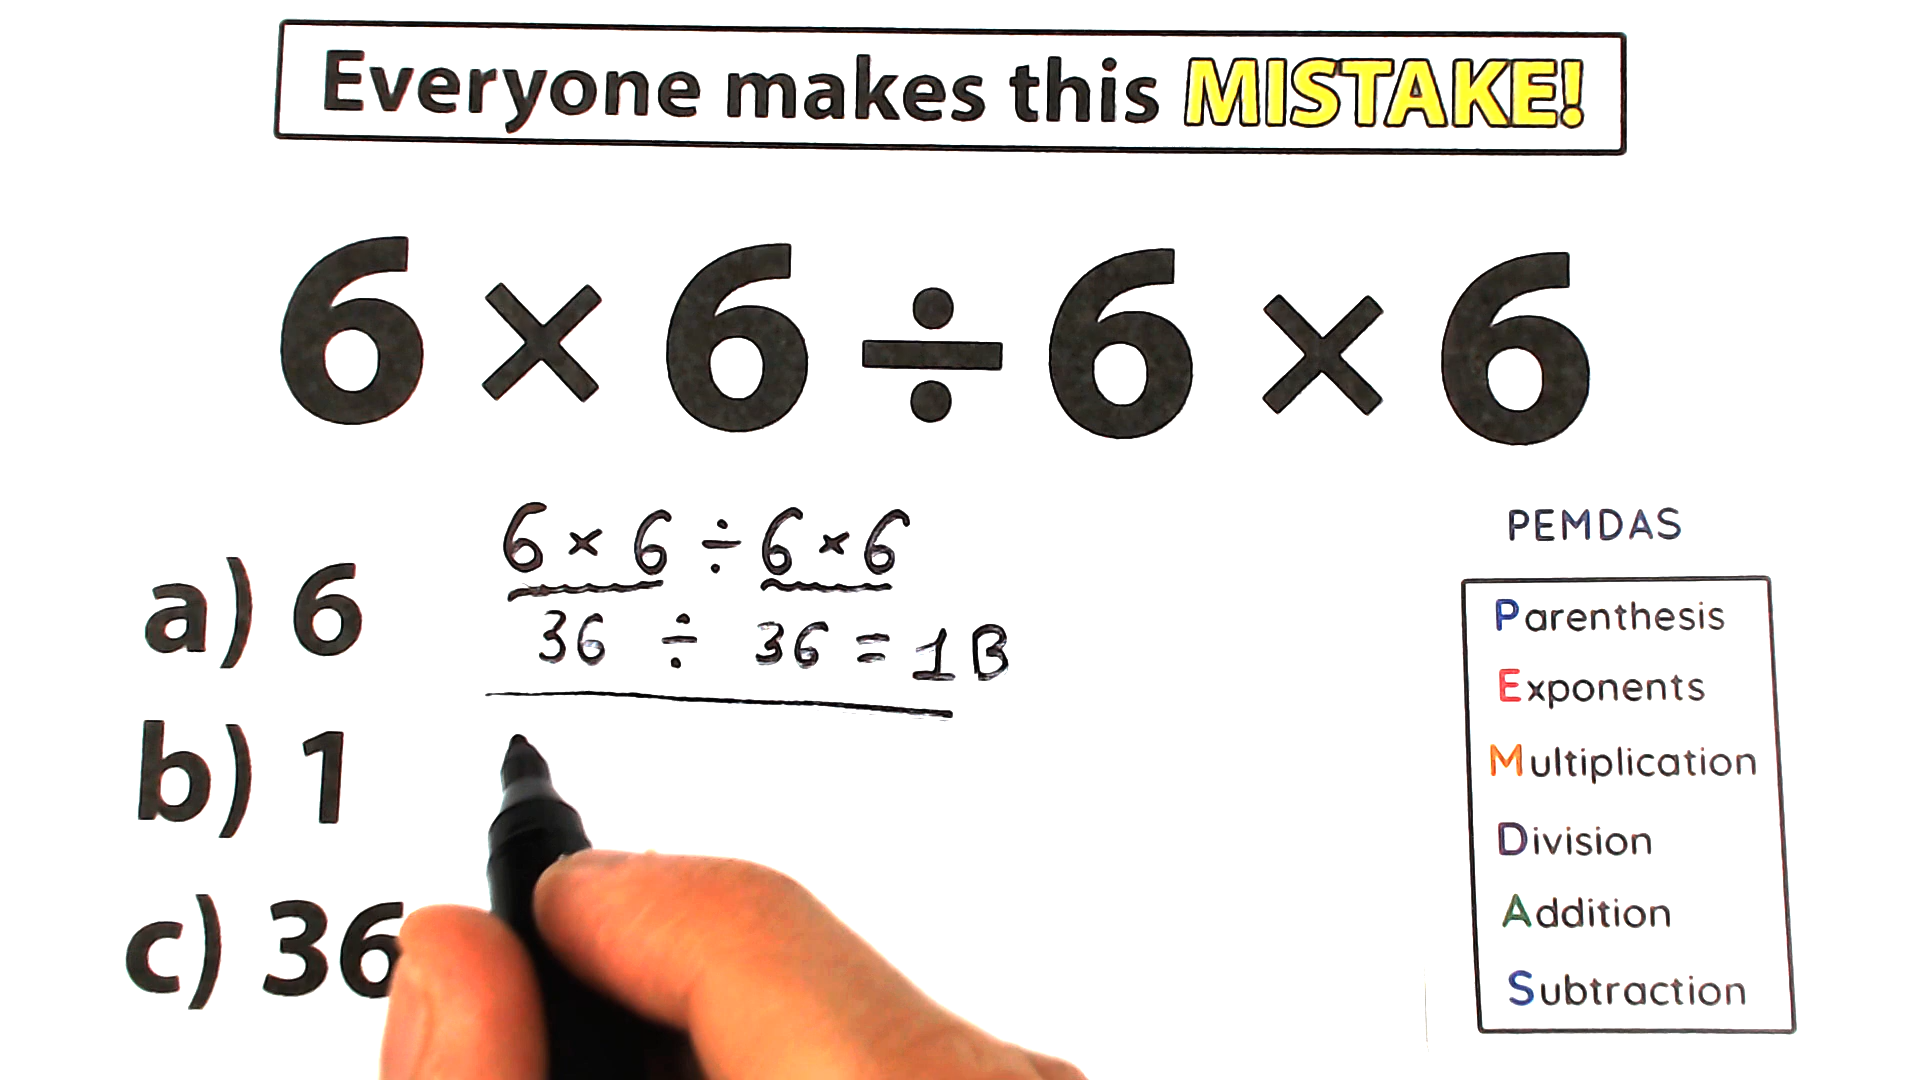 Everyone makes this MISTAKE!
6 × 6 ÷ 6 × 6
a) 6
b) 1
c) 36
6 × 6 ÷ 6 × 6
36 ÷ 36 = 1 B
PEMDAS
Parenthesis
Exponents
Multiplication
Division
Addition
Subtraction